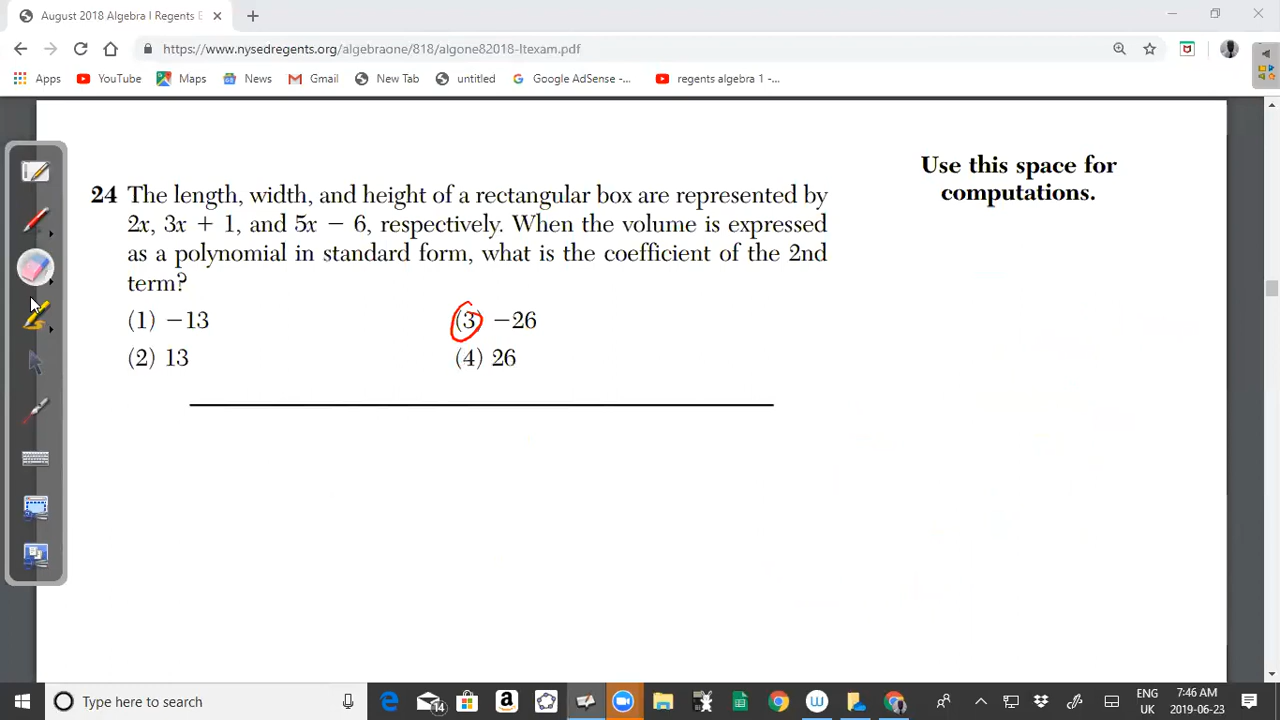 August 2018 Algebra I Regents E
https://www.nysedregents.org/algebraone/818/algone82018-ltexam.pdf
Apps YouTube Maps News Gmail New Tab untitled Google AdSense -... regents algebra 1 -...
Use this space for
computations.
24 The length, width, and height of a rectangular box are represented by
2x, 3x + 1, and 5x − 6, respectively. When the volume is expressed
as a polynomial in standard form, what is the coefficient of the 2nd
term?
(1) −13 (3) −26
(2) 13 (4) 26
14
Type here to search
ENG
UK
7:46 AM
2019-06-23